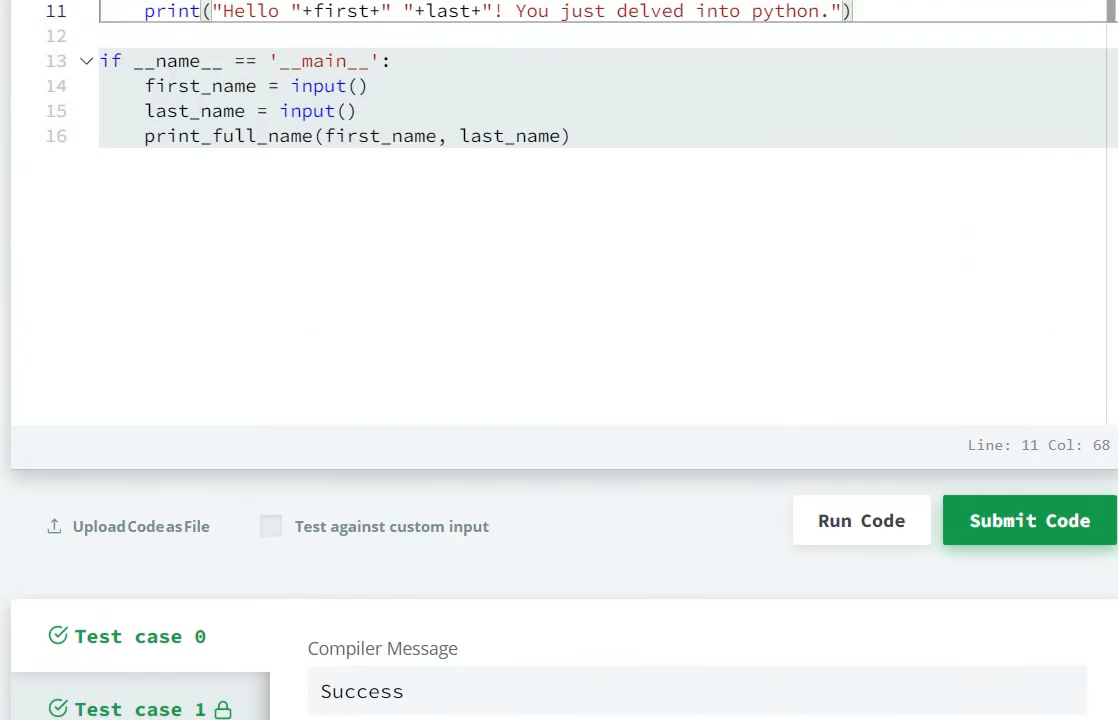 11 print("Hello "+first+" "+last+"! You just delved into python.")
12
13 if __name__ == '__main__':
14 first_name = input()
15 last_name = input()
16 print_full_name(first_name, last_name)
Line: 11 Col: 68
Upload Code as File Test against custom input Run Code Submit Code
Test case 0
Compiler Message
Success
Test case 1